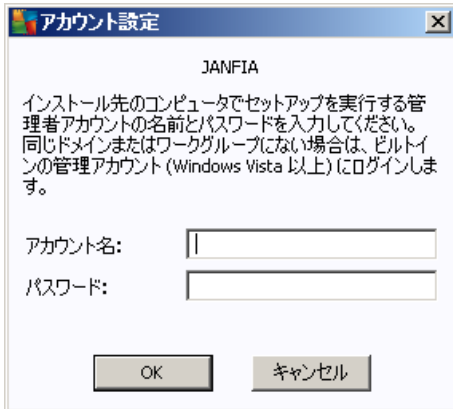 アカウント設定
JANFIA
インストール先のコンピュータでセットアップを実行する管
理者アカウントの名前とパスワードを入力してください。
同じドメインまたはワークグループにない場合は、ビルトイ
ンの管理アカウント (Windows Vista 以上) にログインしま
す。
アカウント名:
パスワード:
OK
キャンセル